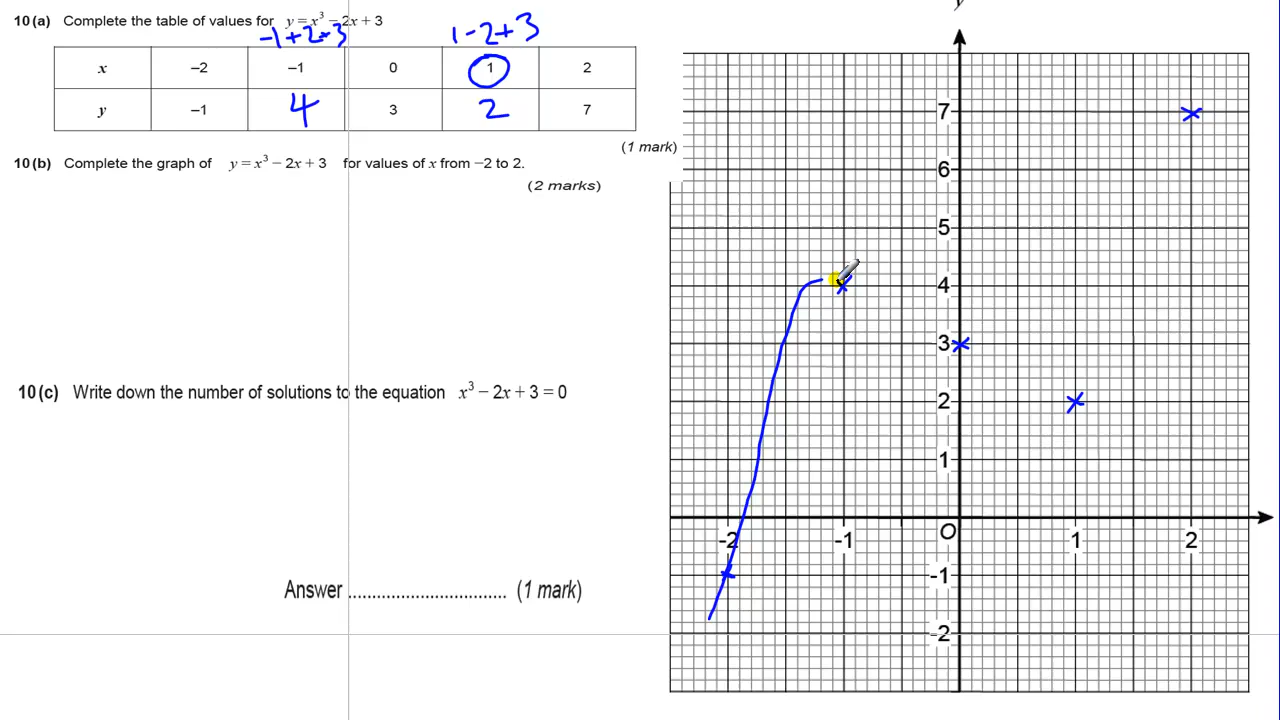 10 (a) Complete the table of values for y = x³ − 2x + 3
-1+2+3 1-2+3
x −2 −1 0 1 2
y −1 4 3 2 7
(1 mark)
10 (b) Complete the graph of y = x³ − 2x + 3 for values of x from −2 to 2.
(2 marks)
10 (c) Write down the number of solutions to the equation x³ − 2x + 3 = 0
Answer .................................. (1 mark)
y
7
6
5
4
3
2
1
-2 -1 O 1 2
-1
-2